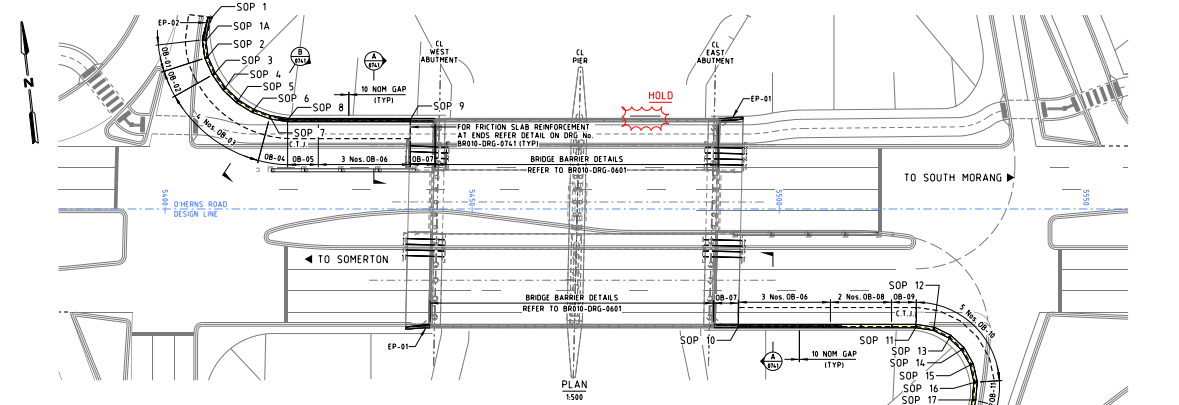 SOP 1
EP-02
SOP 1A
SOP 2
SOP 3
SOP 4
SOP 5
SOP 6
SOP 7
SOP 8
SOP 9
OB-01
OB-02
4 Nos. OB-03
OB-04
OB-05
C.T.J.
3 Nos. OB-06
OB-07
N
B
0741
A
0741
10 NOM GAP
(TYP)
CL
WEST
ABUTMENT
CL
PIER
CL
EAST
ABUTMENT
HOLD
EP-01
FOR FRICTION SLAB REINFORCEMENT
AT ENDS REFER DETAIL ON DRG No.
BR010-DRG-0741 (TYP)
BRIDGE BARRIER DETAILS
REFER TO BR010-DRG-0601
TO SOUTH MORANG
5400
5450
5500
5550
O'HERNS ROAD
DESIGN LINE
TO SOMERTON
BRIDGE BARRIER DETAILS
REFER TO BR010-DRG-0601
OB-07
3 Nos. OB-06
2 Nos. OB-08
OB-09
C.T.J.
5 Nos. OB-10
OB-11
EP-01
SOP 10
SOP 11
SOP 12
SOP 13
SOP 14
SOP 15
SOP 16
SOP 17
A
0741
10 NOM GAP
(TYP)
PLAN
1:500